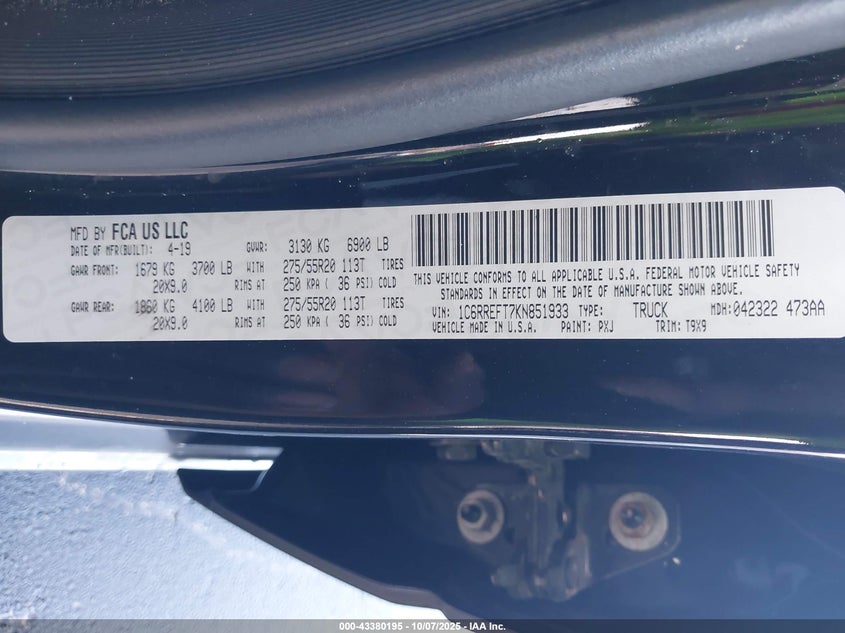 MFD BY FCA US LLC
DATE OF MFR(BUILT): 4-19 GVWR: 3130 KG 6900 LB
GAWR FRONT: 1679 KG 3700 LB WITH 275/55R20 113T TIRES
20X9.0 RIMS AT 250 KPA ( 36 PSI) COLD
GAWR REAR: 1860 KG 4100 LB WITH 275/55R20 113T TIRES
20X9.0 RIMS AT 250 KPA ( 36 PSI) COLD
THIS VEHICLE CONFORMS TO ALL APPLICABLE U.S.A. FEDERAL MOTOR VEHICLE SAFETY
STANDARDS IN EFFECT ON THE DATE OF MANUFACTURE SHOWN ABOVE.
VIN: 1C6RREFT7KN851933 TYPE: TRUCK MDH: 042322 473AA
VEHICLE MADE IN U.S.A. PAINT: PXJ TRIM: T9X9
000-43380195 - 10/07/2025 - IAAI.COM